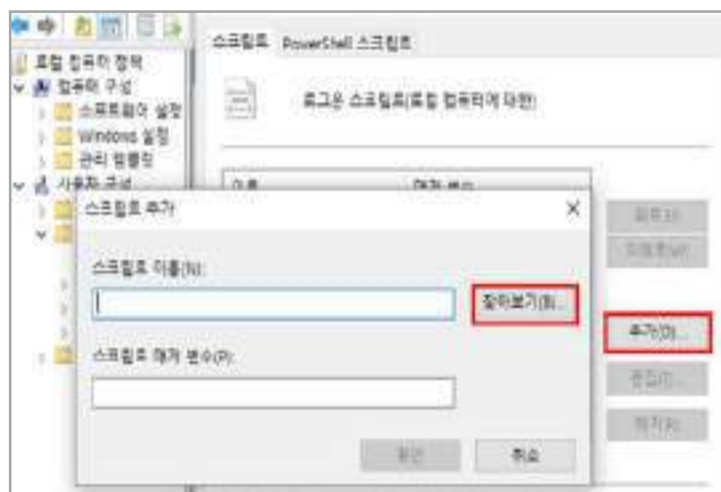 스크립트 PowerShell 스크립트
로컬 컴퓨터 정책
컴퓨터 구성
소프트웨어 설정
Windows 설정
관리 템플릿
사용자 구성
로그온 스크립트(로컬 컴퓨터에 대한)
이름 매개 변수
스크립트 추가
스크립트 이름(N):
찾아보기(B)...
스크립트 매개 변수(P):
확인 취소
추가(D)...
편집(I)...
제거(R)